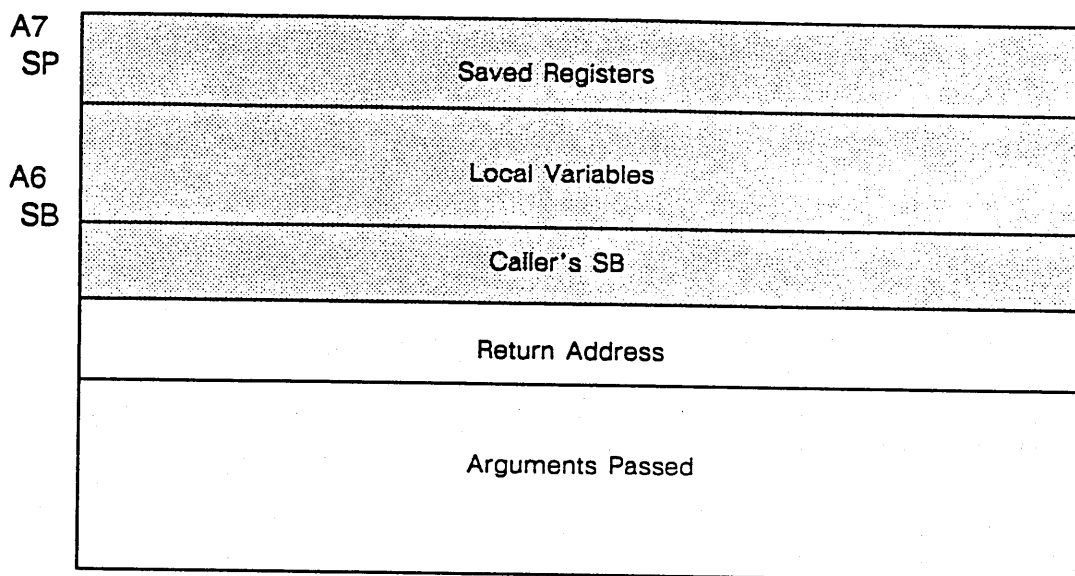 A7
SP
Saved Registers
Local Variables
A6
SB
Caller's SB
Return Address
Arguments Passed